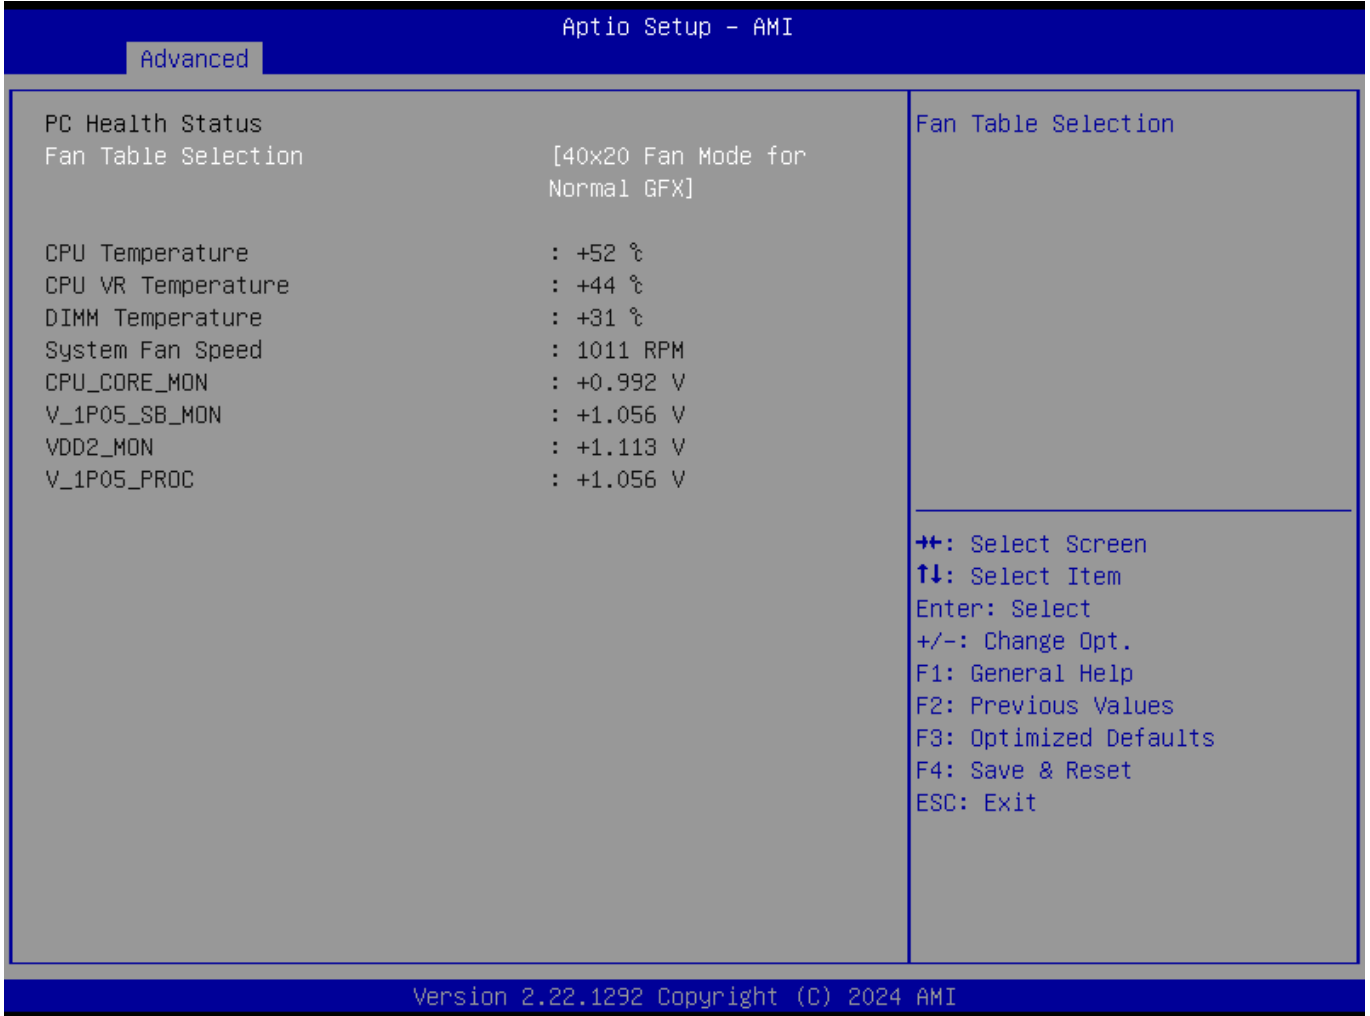 Aptio Setup – AMI
Advanced
PC Health Status
Fan Table Selection [40x20 Fan Mode for
Normal GFX]
CPU Temperature : +52 ℃
CPU VR Temperature : +44 ℃
DIMM Temperature : +31 ℃
System Fan Speed : 1011 RPM
CPU_CORE_MON : +0.992 V
V_1P05_SB_MON : +1.056 V
VDD2_MON : +1.113 V
V_1P05_PROC : +1.056 V
Fan Table Selection
→←: Select Screen
↑↓: Select Item
Enter: Select
+/-: Change Opt.
F1: General Help
F2: Previous Values
F3: Optimized Defaults
F4: Save & Reset
ESC: Exit
Version 2.22.1292 Copyright (C) 2024 AMI